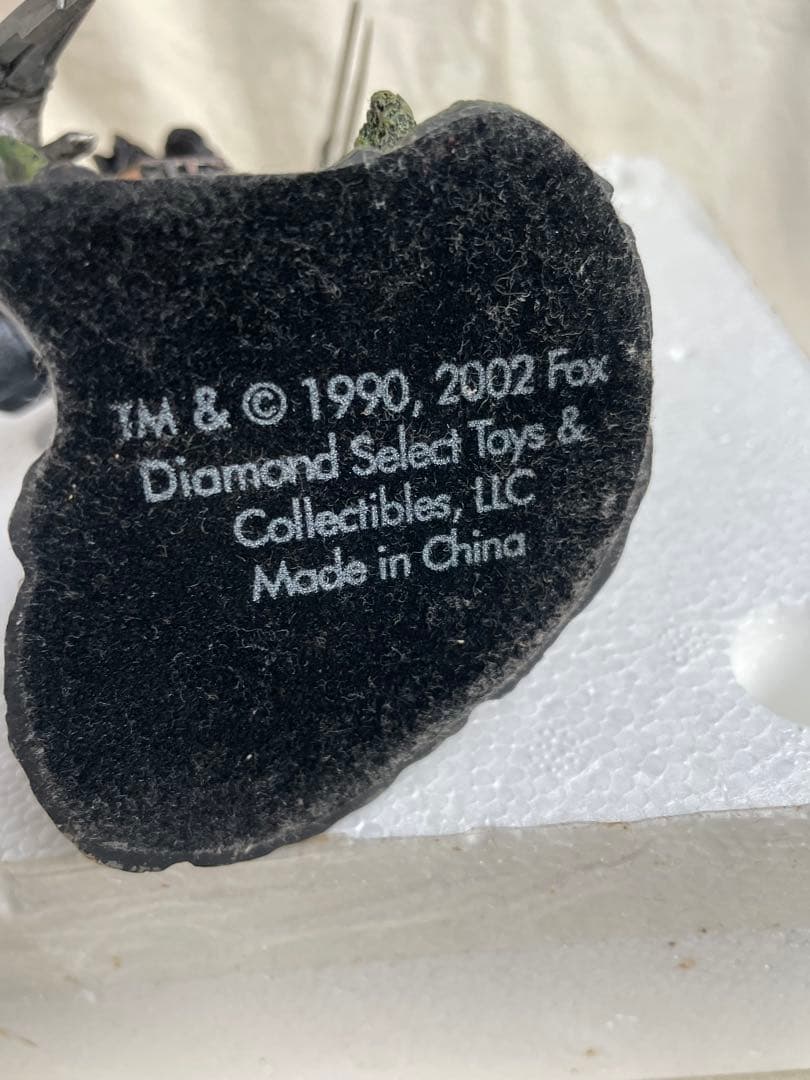 TM & © 1990, 2002 Fox
Diamond Select Toys &
Collectibles, LLC
Made in China